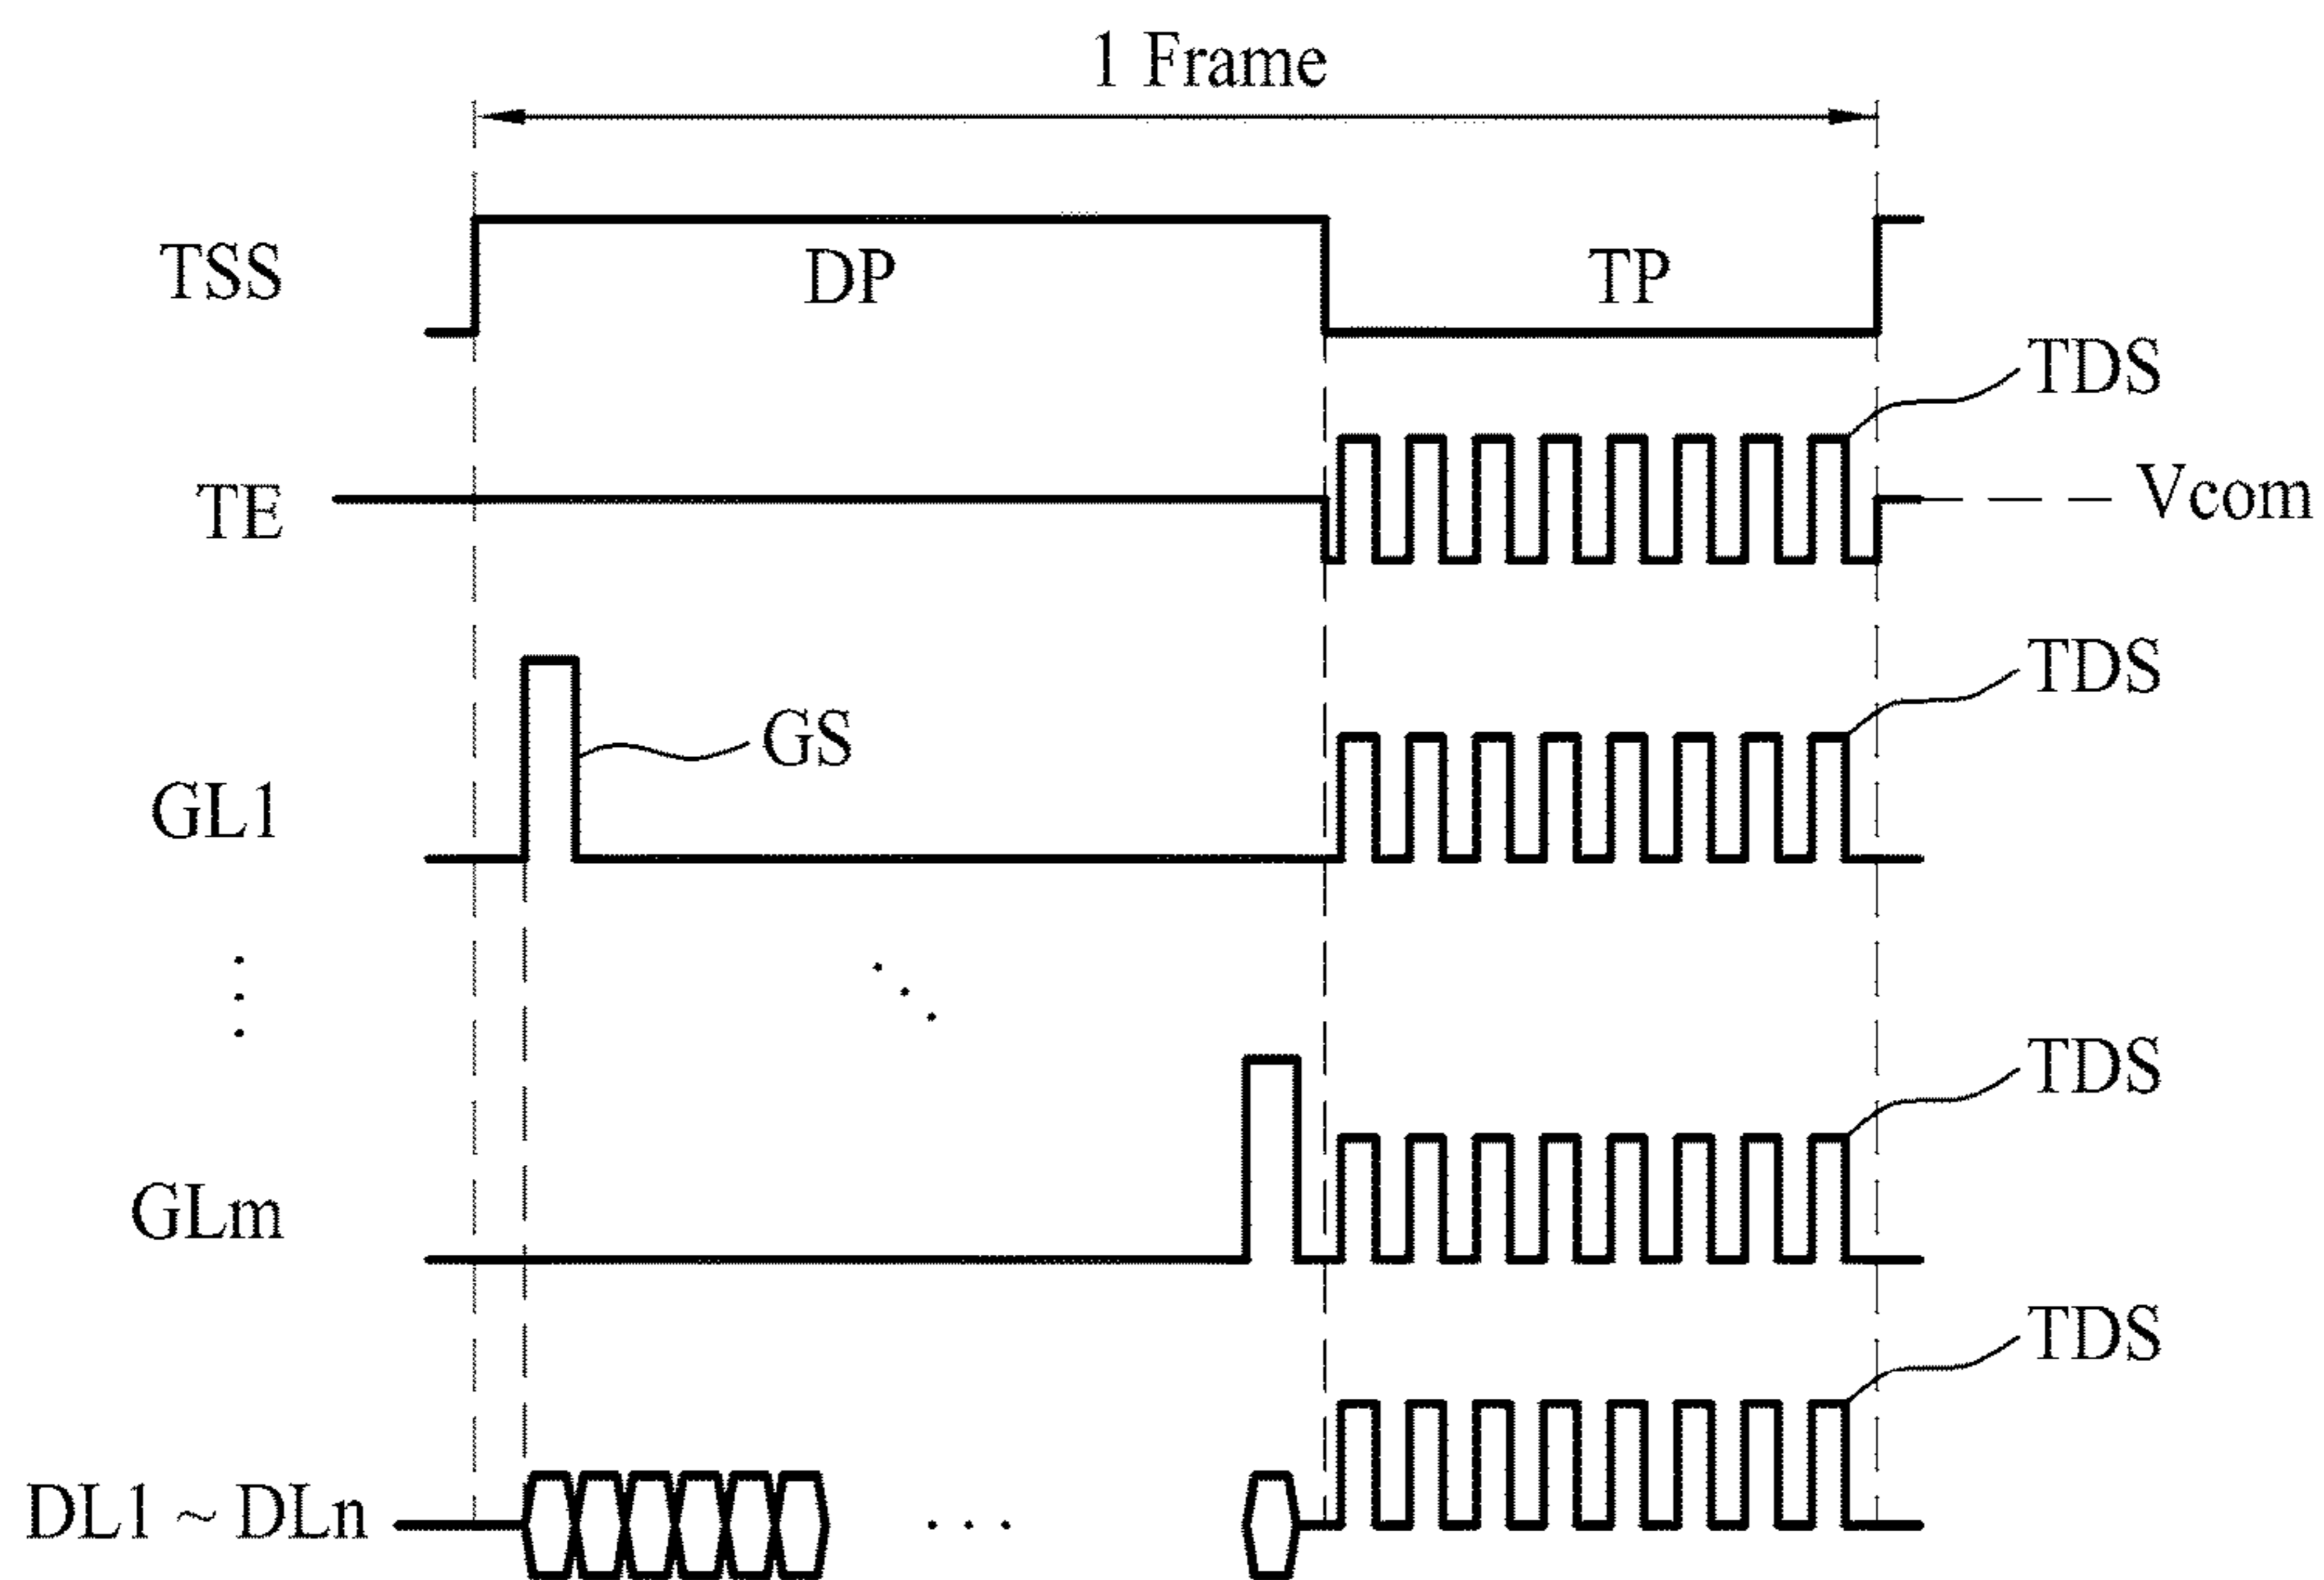 1 Frame
TSS DP TP
TDS
TE Vcom
TDS
GS
GL1
TDS
GLm
TDS
DL1 ~ DLn